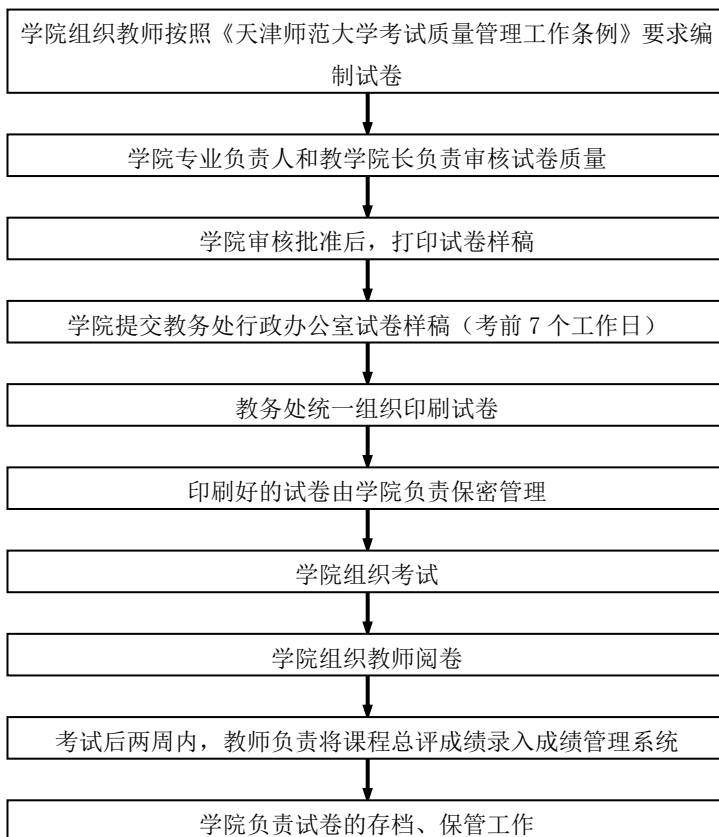 学院组织教师按照《天津师范大学考试质量管理工作条例》要求编
制试卷
学院专业负责人和教学院长负责审核试卷质量
学院审核批准后，打印试卷样稿
学院提交教务处行政办公室试卷样稿（考前 7 个工作日）
教务处统一组织印刷试卷
印刷好的试卷由学院负责保密管理
学院组织考试
学院组织教师阅卷
考试后两周内，教师负责将课程总评成绩录入成绩管理系统
学院负责试卷的存档、保管工作